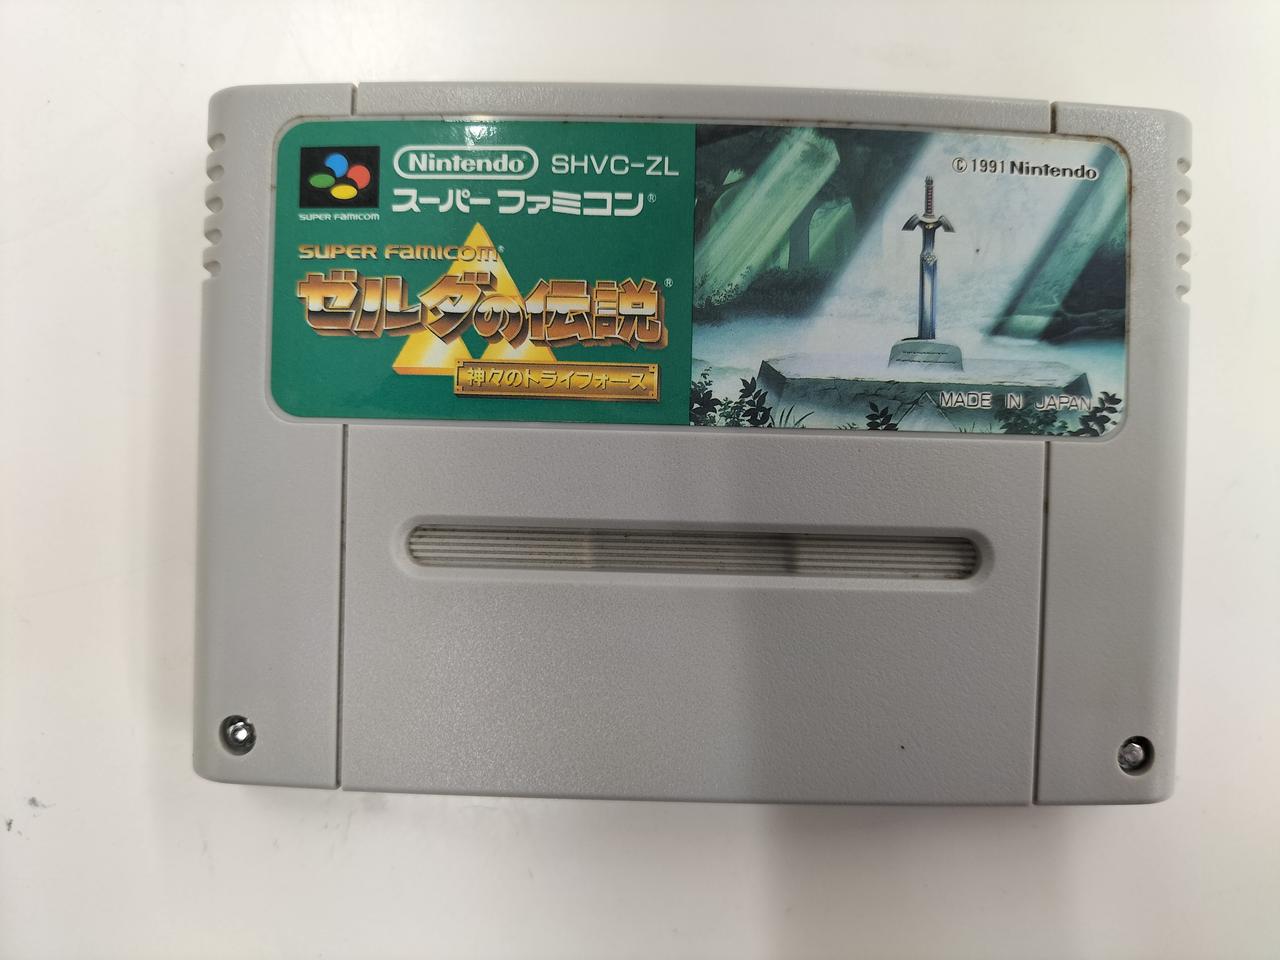 Nintendo SHVC-ZL
スーパーファミコン®
SUPER FAMICOM
SUPER FAMICOM®
ゼルダの伝説®
神々のトライフォース
©1991 Nintendo
MADE IN JAPAN